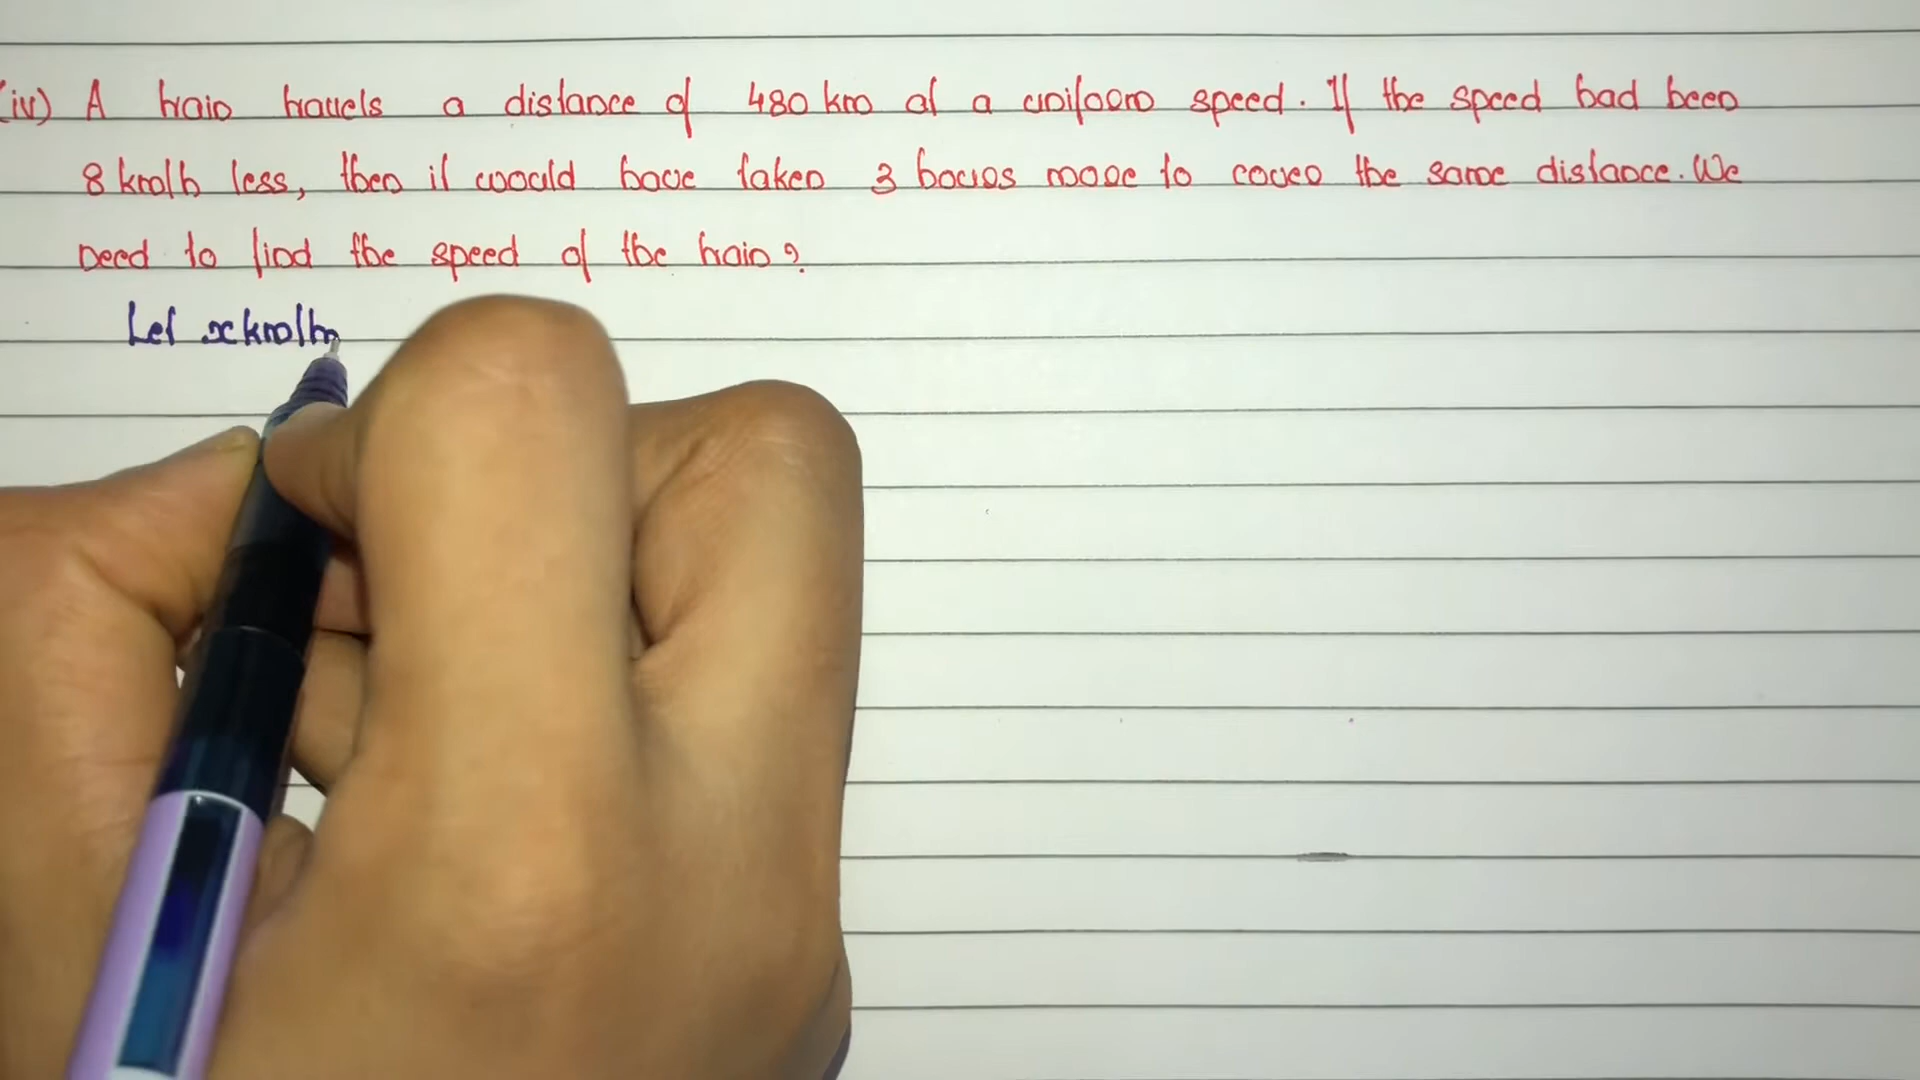 (iv) A train travels a distance of 480 km at a uniform speed. If the speed had been
8 km/h less, then it would have taken 3 hours more to cover the same distance. We
need to find the speed of the train?
Let x km/h